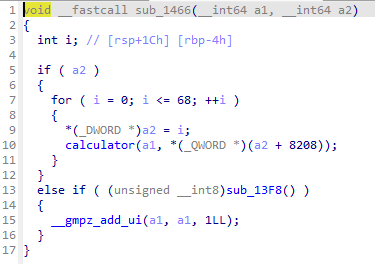 1 void __fastcall sub_1466(__int64 a1, __int64 a2)
2 {
3 int i; // [rsp+1Ch] [rbp-4h]
4
5 if ( a2 )
6 {
7 for ( i = 0; i <= 68; ++i )
8 {
9 *(_DWORD *)a2 = i;
10 calculator(a1, *(_QWORD *)(a2 + 8208));
11 }
12 }
13 else if ( (unsigned __int8)sub_13F8() )
14 {
15 __gmpz_add_ui(a1, a1, 1LL);
16 }
17 }